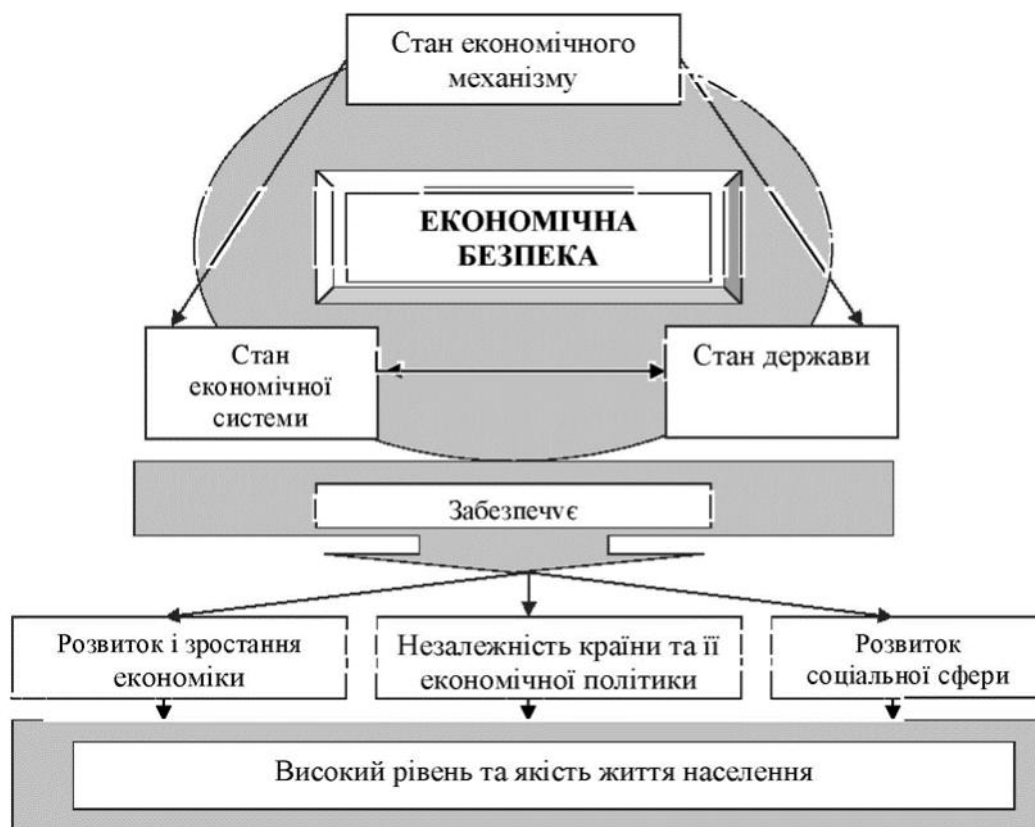 Стан економічного
механізму
ЕКОНОМІЧНА
БЕЗПЕКА
Стан
економічної
системи
Стан держави
Забезпечує
Розвиток і зростання
економіки
Незалежність країни та її
економічної політики
Розвиток
соціальної сфери
Високий рівень та якість життя населення